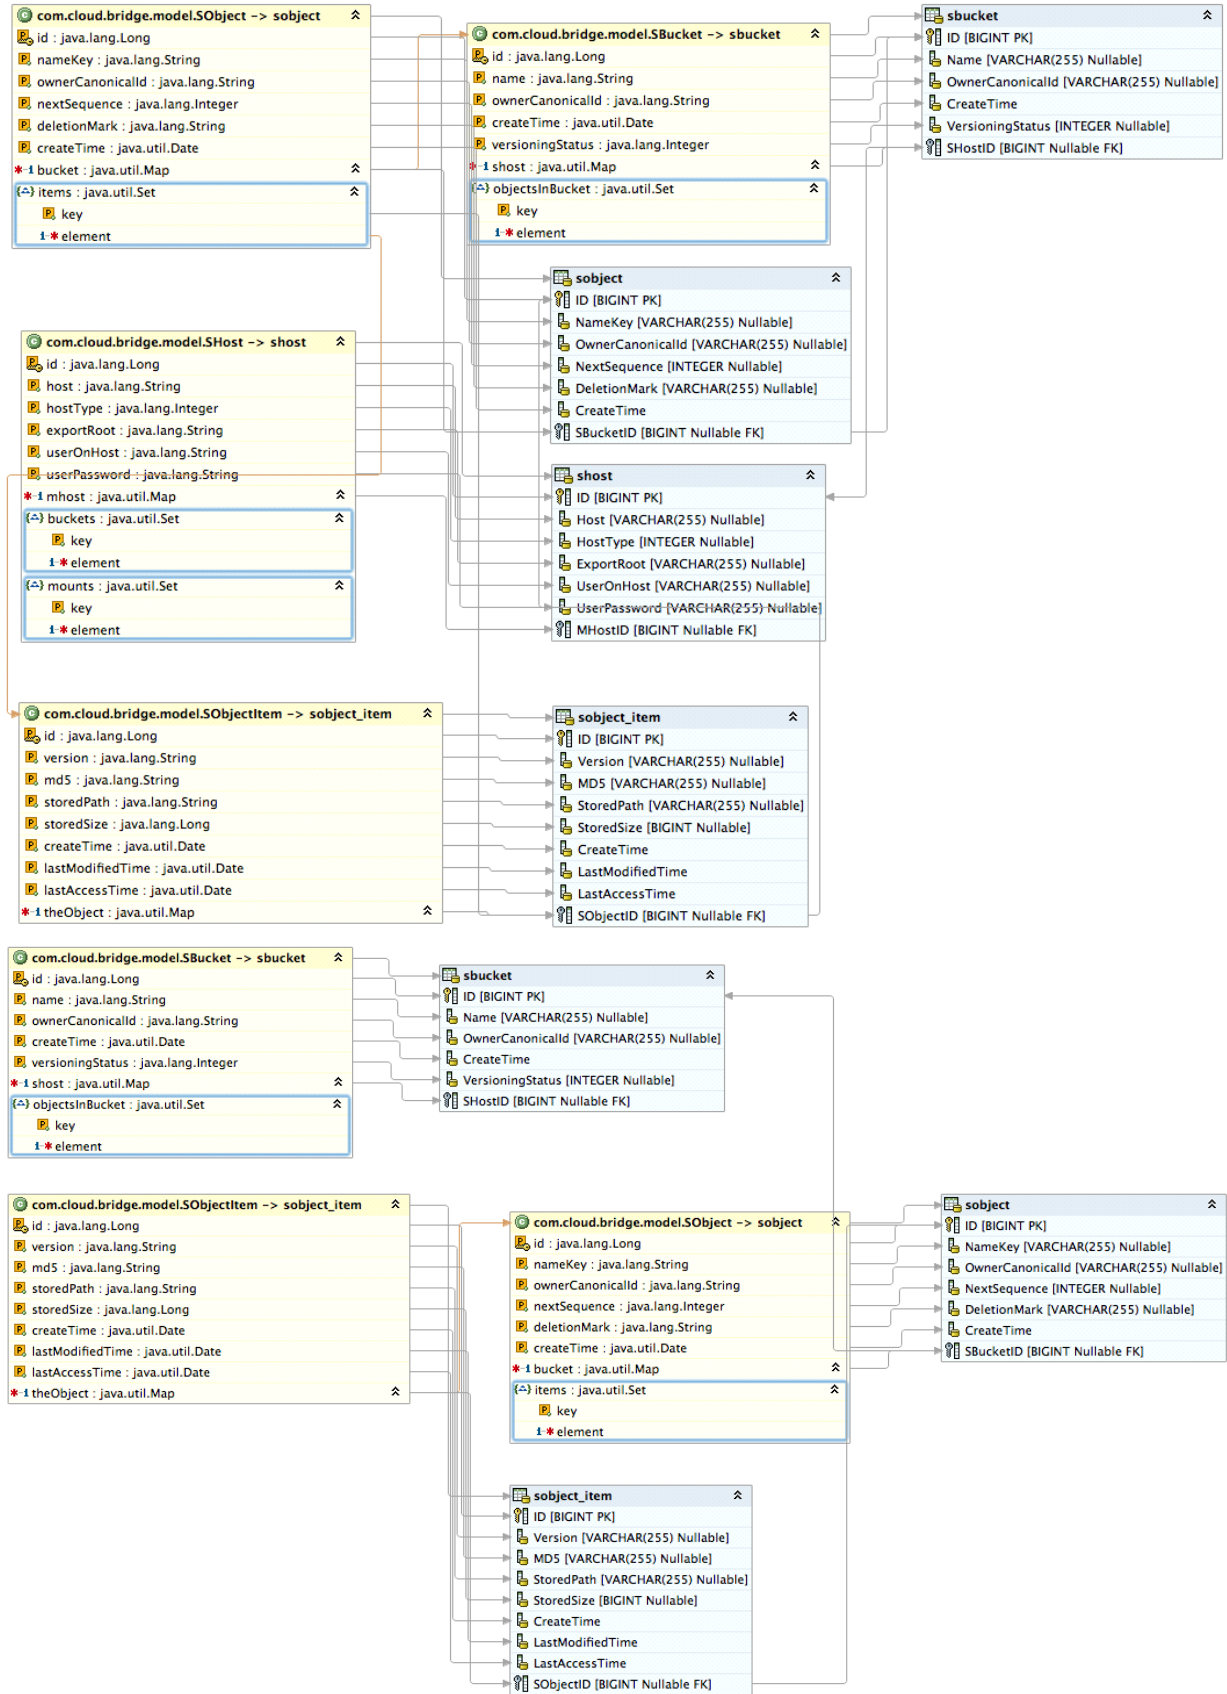 com.cloud.bridge.model.SObject -> sobject
id : java.lang.Long
nameKey : java.lang.String
ownerCanonicalId : java.lang.String
nextSequence : java.lang.Integer
deletionMark : java.lang.String
createTime : java.util.Date
*-1 bucket : java.util.Map
items : java.util.Set
key
1-* element
com.cloud.bridge.model.SBucket -> sbucket
id : java.lang.Long
name : java.lang.String
ownerCanonicalId : java.lang.String
createTime : java.util.Date
versioningStatus : java.lang.Integer
*-1 shost : java.util.Map
objectsInBucket : java.util.Set
key
1-* element
sbucket
ID [BIGINT PK]
Name [VARCHAR(255) Nullable]
OwnerCanonicalId [VARCHAR(255) Nullable]
CreateTime
VersioningStatus [INTEGER Nullable]
SHostID [BIGINT Nullable FK]
sobject
ID [BIGINT PK]
NameKey [VARCHAR(255) Nullable]
OwnerCanonicalId [VARCHAR(255) Nullable]
NextSequence [INTEGER Nullable]
DeletionMark [VARCHAR(255) Nullable]
CreateTime
SBucketID [BIGINT Nullable FK]
com.cloud.bridge.model.SHost -> shost
id : java.lang.Long
host : java.lang.String
hostType : java.lang.Integer
exportRoot : java.lang.String
userOnHost : java.lang.String
userPassword : java.lang.String
*-1 mhost : java.util.Map
buckets : java.util.Set
key
1-* element
mounts : java.util.Set
key
1-* element
shost
ID [BIGINT PK]
Host [VARCHAR(255) Nullable]
HostType [INTEGER Nullable]
ExportRoot [VARCHAR(255) Nullable]
UserOnHost [VARCHAR(255) Nullable]
UserPassword [VARCHAR(255) Nullable]
MHostID [BIGINT Nullable FK]
com.cloud.bridge.model.SObjectItem -> sobject_item
id : java.lang.Long
version : java.lang.String
md5 : java.lang.String
storedPath : java.lang.String
storedSize : java.lang.Long
createTime : java.util.Date
lastModifiedTime : java.util.Date
lastAccessTime : java.util.Date
*-1 theObject : java.util.Map
sobject_item
ID [BIGINT PK]
Version [VARCHAR(255) Nullable]
MD5 [VARCHAR(255) Nullable]
StoredPath [VARCHAR(255) Nullable]
StoredSize [BIGINT Nullable]
CreateTime
LastModifiedTime
LastAccessTime
SObjectID [BIGINT Nullable FK]
com.cloud.bridge.model.SBucket -> sbucket
id : java.lang.Long
name : java.lang.String
ownerCanonicalId : java.lang.String
createTime : java.util.Date
versioningStatus : java.lang.Integer
*-1 shost : java.util.Map
objectsInBucket : java.util.Set
key
1-* element
sbucket
ID [BIGINT PK]
Name [VARCHAR(255) Nullable]
OwnerCanonicalId [VARCHAR(255) Nullable]
CreateTime
VersioningStatus [INTEGER Nullable]
SHostID [BIGINT Nullable FK]
com.cloud.bridge.model.SObjectItem -> sobject_item
id : java.lang.Long
version : java.lang.String
md5 : java.lang.String
storedPath : java.lang.String
storedSize : java.lang.Long
createTime : java.util.Date
lastModifiedTime : java.util.Date
lastAccessTime : java.util.Date
*-1 theObject : java.util.Map
com.cloud.bridge.model.SObject -> sobject
id : java.lang.Long
nameKey : java.lang.String
ownerCanonicalId : java.lang.String
nextSequence : java.lang.Integer
deletionMark : java.lang.String
createTime : java.util.Date
*-1 bucket : java.util.Map
items : java.util.Set
key
1-* element
sobject
ID [BIGINT PK]
NameKey [VARCHAR(255) Nullable]
OwnerCanonicalId [VARCHAR(255) Nullable]
NextSequence [INTEGER Nullable]
DeletionMark [VARCHAR(255) Nullable]
CreateTime
SBucketID [BIGINT Nullable FK]
sobject_item
ID [BIGINT PK]
Version [VARCHAR(255) Nullable]
MD5 [VARCHAR(255) Nullable]
StoredPath [VARCHAR(255) Nullable]
StoredSize [BIGINT Nullable]
CreateTime
LastModifiedTime
LastAccessTime
SObjectID [BIGINT Nullable FK]